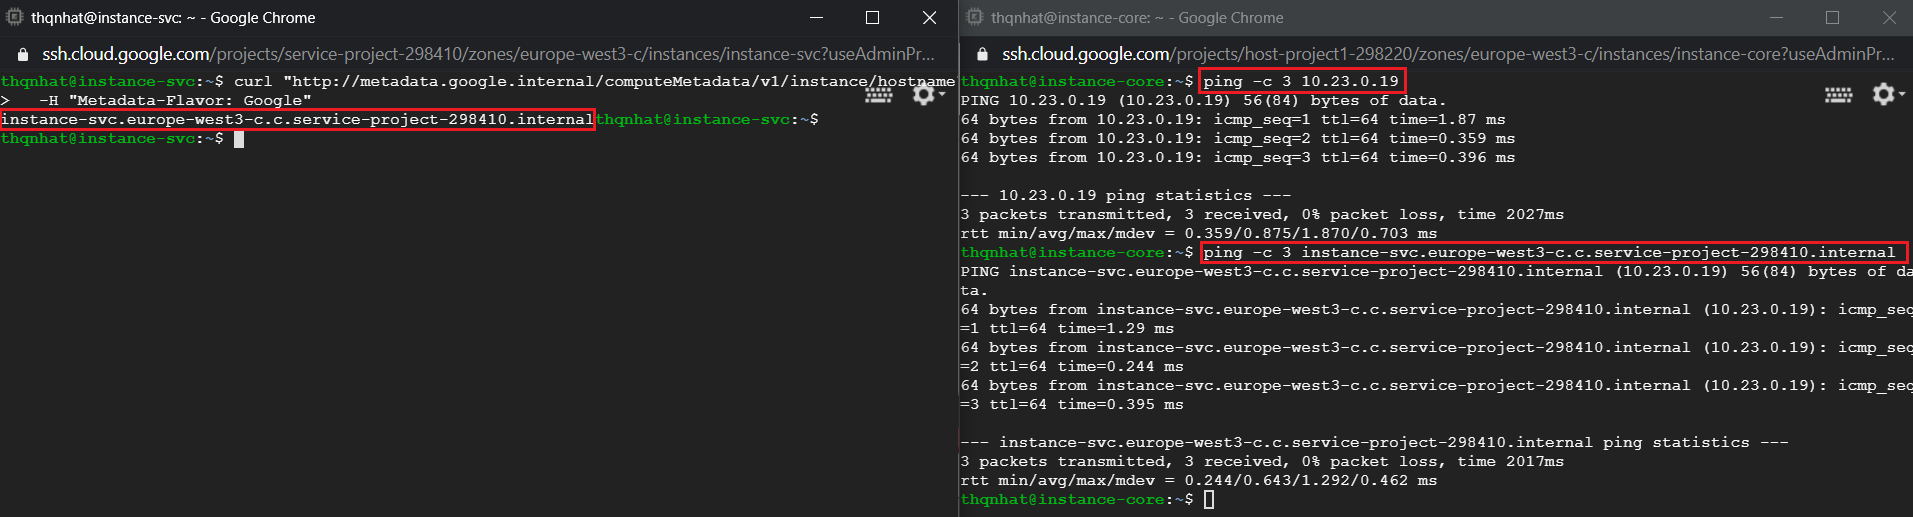 thqnhat@instance-svc: ~ - Google Chrome
ssh.cloud.google.com/projects/service-project-298410/zones/europe-west3-c/instances/instance-svc?useAdminPr...
thqnhat@instance-svc:~$ curl "http://metadata.google.internal/computeMetadata/v1/instance/hostname
>   -H "Metadata-Flavor: Google"
instance-svc.europe-west3-c.c.service-project-298410.internalthqnhat@instance-svc:~$
thqnhat@instance-svc:~$
thqnhat@instance-core: ~ - Google Chrome
ssh.cloud.google.com/projects/host-project1-298220/zones/europe-west3-c/instances/instance-core?useAdminPr...
thqnhat@instance-core:~$ ping -c 3 10.23.0.19
PING 10.23.0.19 (10.23.0.19) 56(84) bytes of data.
64 bytes from 10.23.0.19: icmp_seq=1 ttl=64 time=1.87 ms
64 bytes from 10.23.0.19: icmp_seq=2 ttl=64 time=0.359 ms
64 bytes from 10.23.0.19: icmp_seq=3 ttl=64 time=0.396 ms
--- 10.23.0.19 ping statistics ---
3 packets transmitted, 3 received, 0% packet loss, time 2027ms
rtt min/avg/max/mdev = 0.359/0.875/1.870/0.703 ms
thqnhat@instance-core:~$ ping -c 3 instance-svc.europe-west3-c.c.service-project-298410.internal
PING instance-svc.europe-west3-c.c.service-project-298410.internal (10.23.0.19) 56(84) bytes of da
ta.
64 bytes from instance-svc.europe-west3-c.c.service-project-298410.internal (10.23.0.19): icmp_seq
=1 ttl=64 time=1.29 ms
64 bytes from instance-svc.europe-west3-c.c.service-project-298410.internal (10.23.0.19): icmp_seq
=2 ttl=64 time=0.244 ms
64 bytes from instance-svc.europe-west3-c.c.service-project-298410.internal (10.23.0.19): icmp_seq
=3 ttl=64 time=0.395 ms
--- instance-svc.europe-west3-c.c.service-project-298410.internal ping statistics ---
3 packets transmitted, 3 received, 0% packet loss, time 2017ms
rtt min/avg/max/mdev = 0.244/0.643/1.292/0.462 ms
thqnhat@instance-core:~$